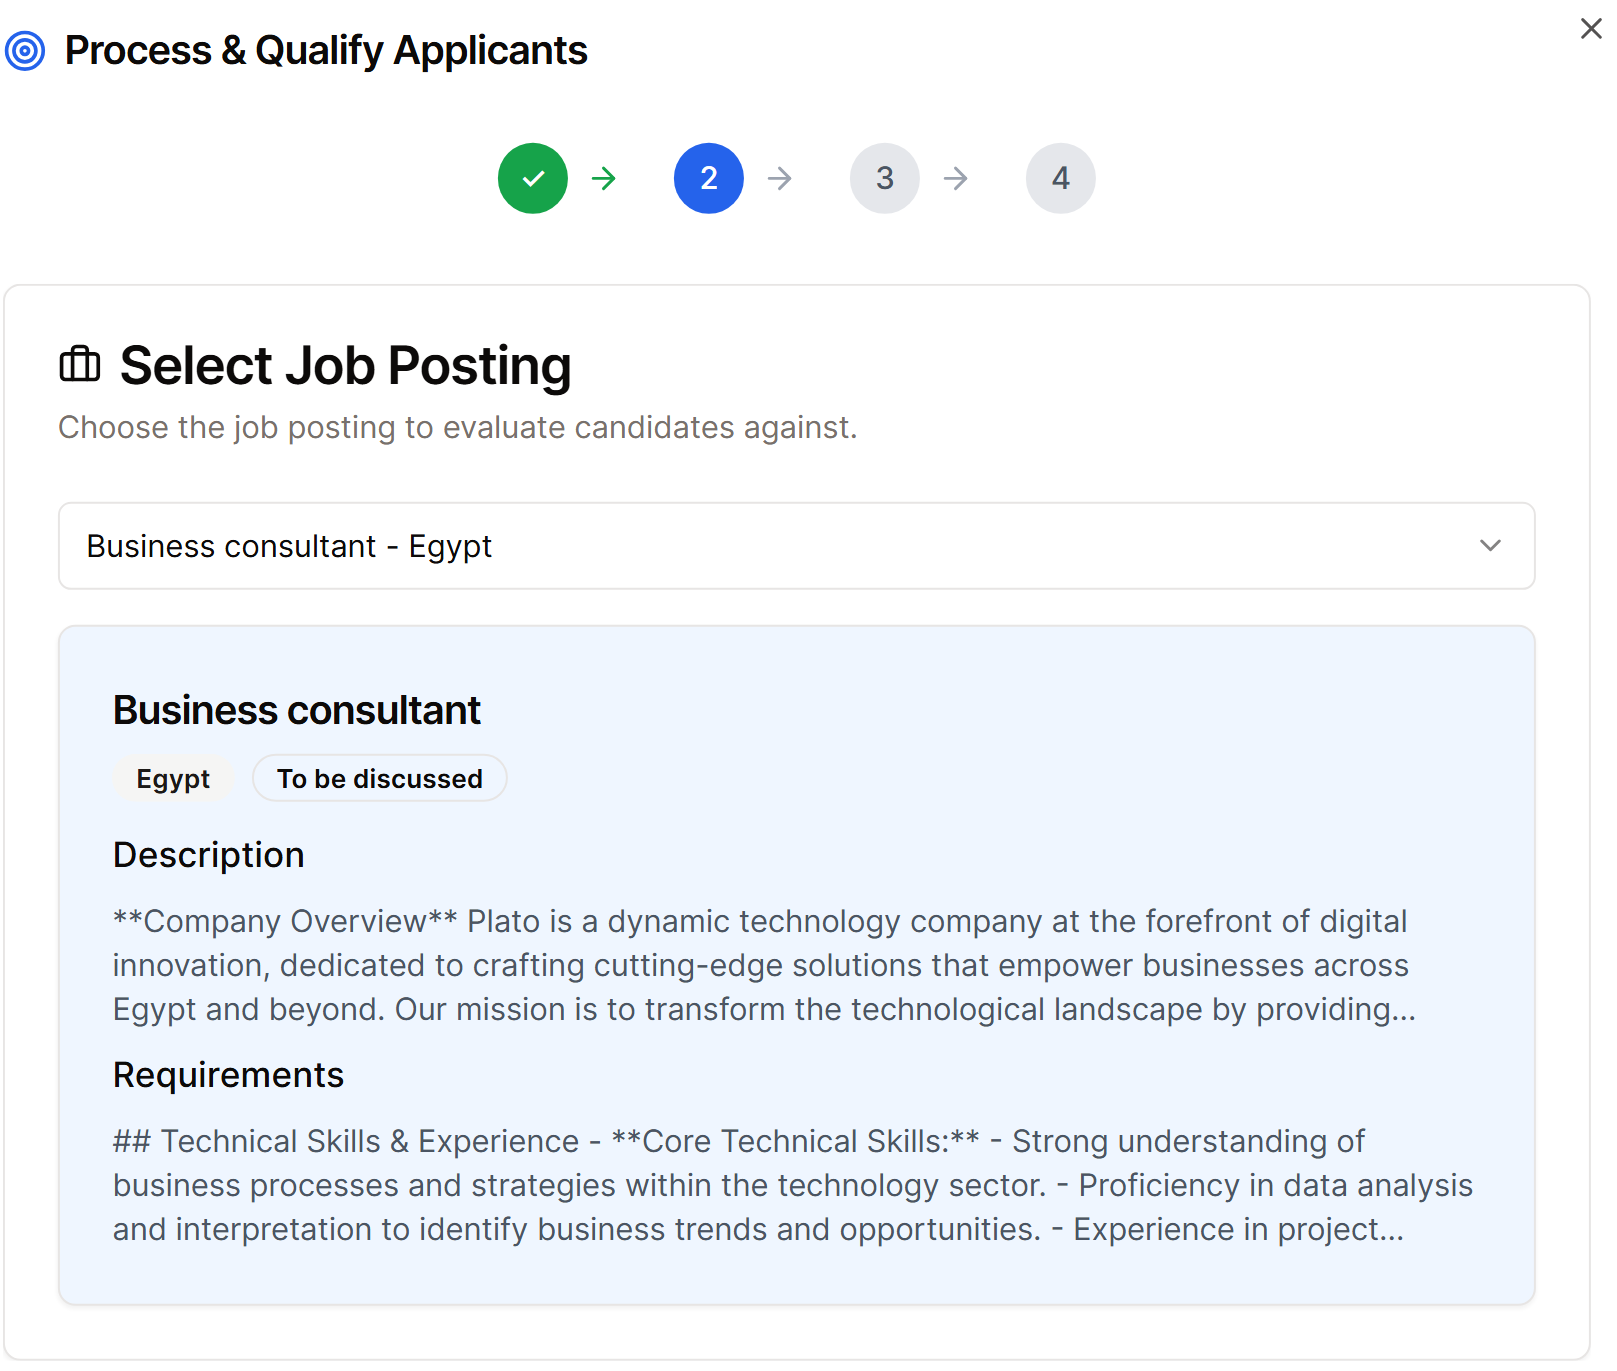 Process & Qualify Applicants
2
3
4
Select Job Posting
Choose the job posting to evaluate candidates against.
Business consultant - Egypt
Business consultant
Egypt
To be discussed
Description
**Company Overview** Plato is a dynamic technology company at the forefront of digital
innovation, dedicated to crafting cutting-edge solutions that empower businesses across
Egypt and beyond. Our mission is to transform the technological landscape by providing...
Requirements
## Technical Skills & Experience - **Core Technical Skills:** - Strong understanding of
business processes and strategies within the technology sector. - Proficiency in data analysis
and interpretation to identify business trends and opportunities. - Experience in project...